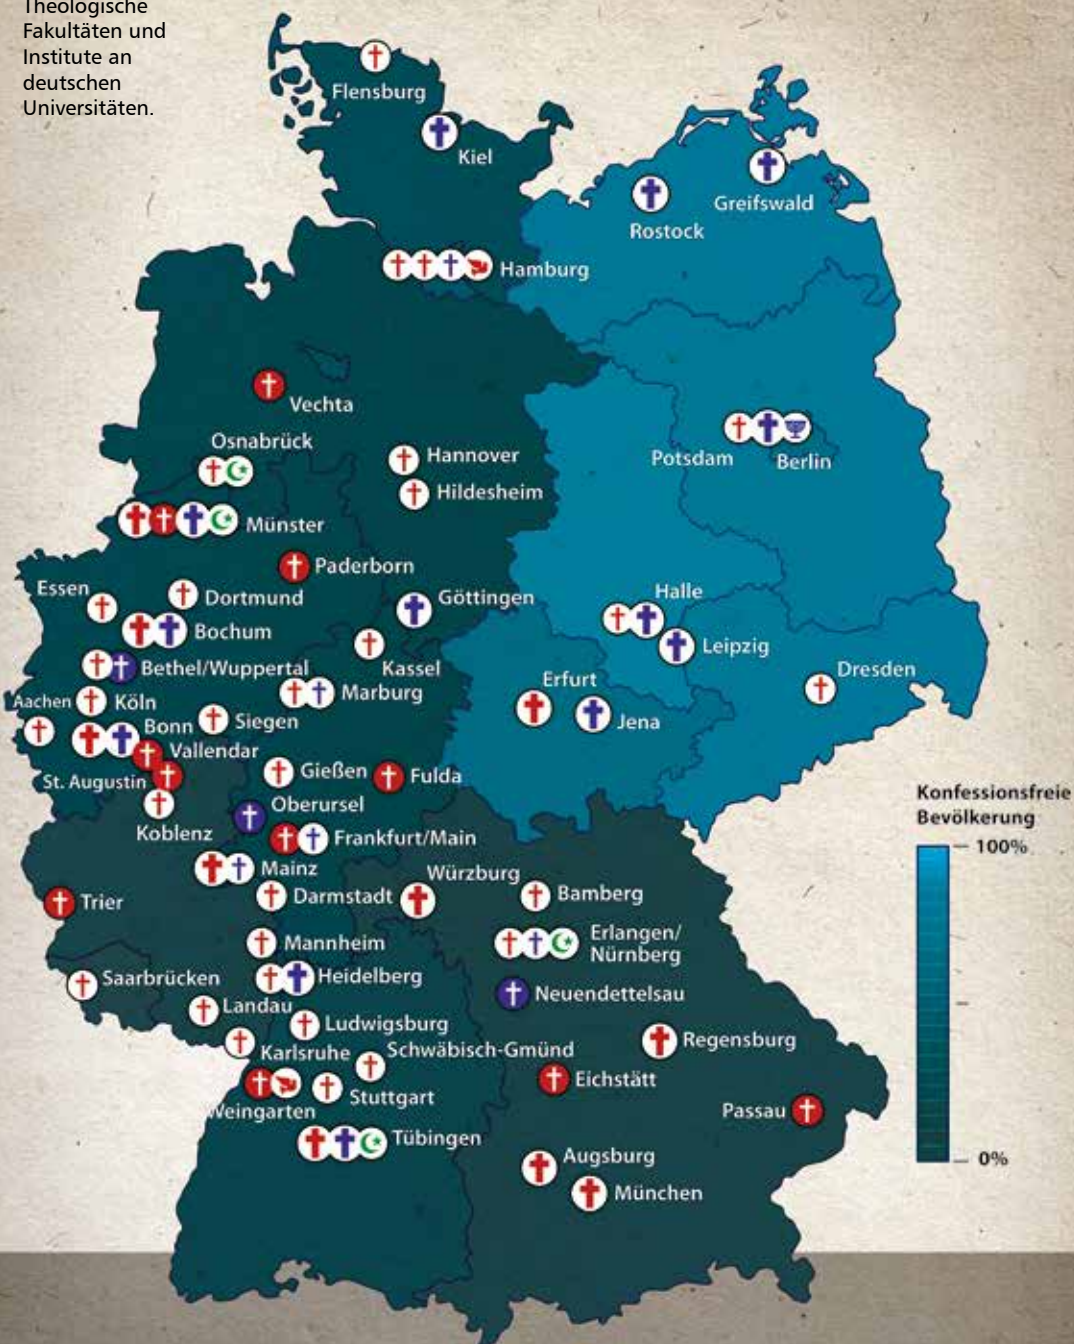 Theologische
Fakultäten und
Institute an
deutschen
Universitäten.
Flensburg
Kiel
Greifswald
Rostock
Hamburg
Vechta
Osnabrück
Hannover
Potsdam
Berlin
Hildesheim
Münster
Paderborn
Essen
Dortmund
Göttingen
Halle
Bochum
Leipzig
Bethel/Wuppertal
Kassel
Dresden
Erfurt
Marburg
Aachen
Köln
Siegen
Jena
Bonn
Vallendar
St. Augustin
Gießen
Fulda
Konfessionsfreie
Bevölkerung
Oberursel
Koblenz
Frankfurt/Main
100%
Mainz
Würzburg
Trier
Darmstadt
Bamberg
Mannheim
Erlangen/
Nürnberg
Saarbrücken
Heidelberg
Neuendettelsau
Landau
Ludwigsburg
Regensburg
Karlsruhe
Schwäbisch-Gmünd
Eichstätt
Stuttgart
Weingarten
Passau
Tübingen
Augsburg
0%
München